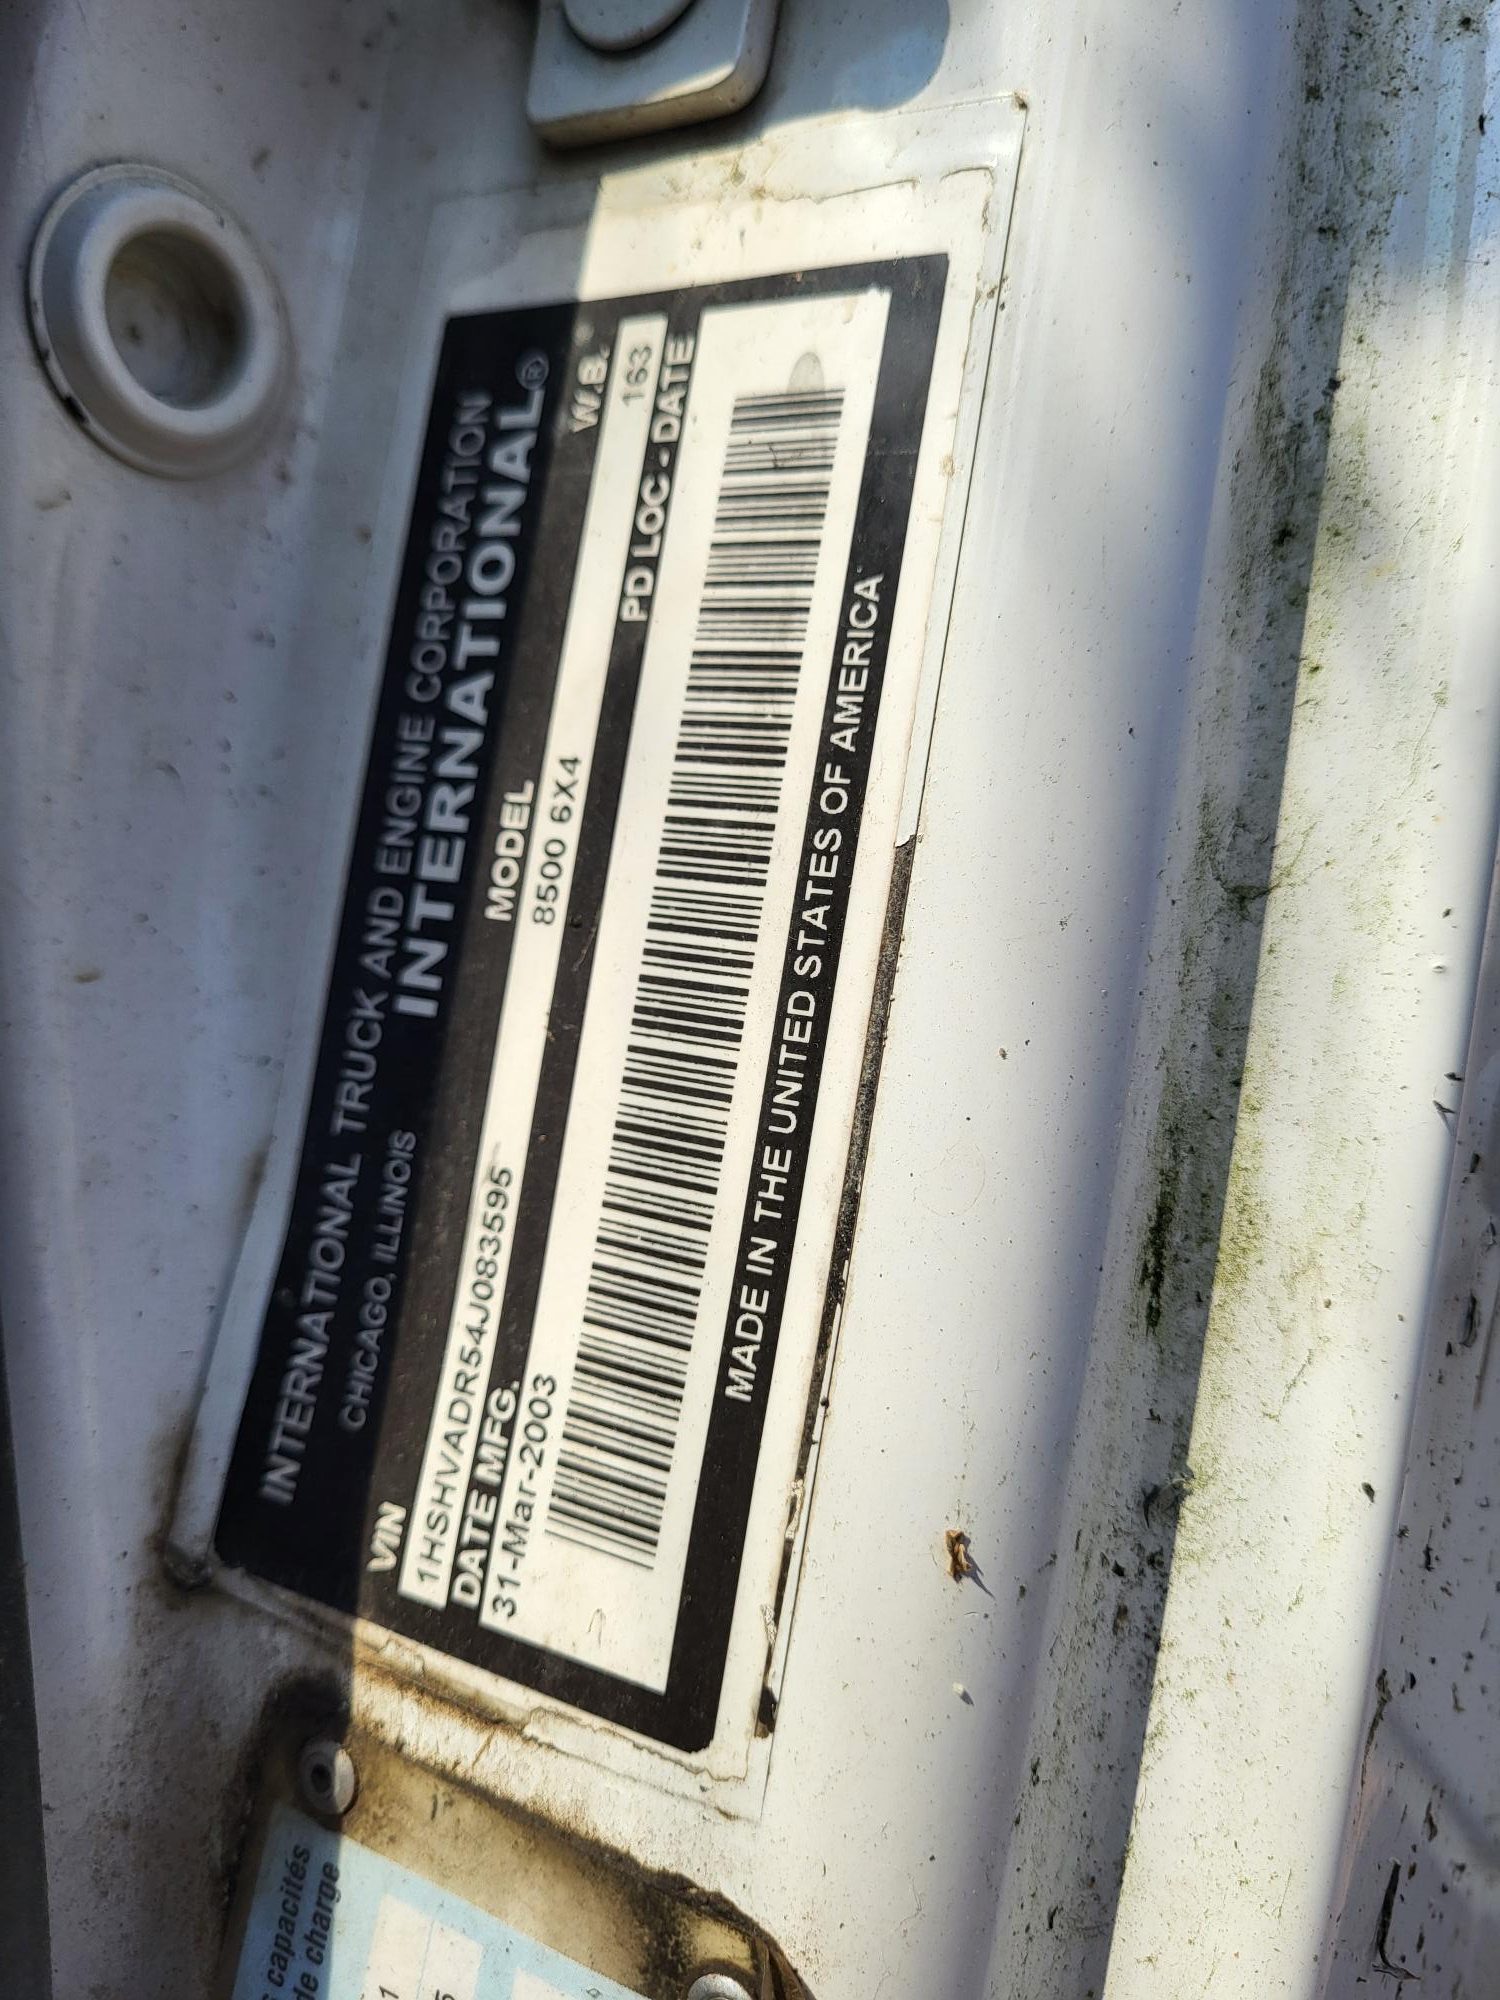 INTERNATIONAL TRUCK AND ENGINE CORPORATION
CHICAGO, ILLINOIS INTERNATIONAL®
VIN MODEL W.B.
1HSHVADR54J083595 8500 6X4 163
DATE MFG. PD LOC - DATE
31-Mar-2003
MADE IN THE UNITED STATES OF AMERICA
capacités
de charge